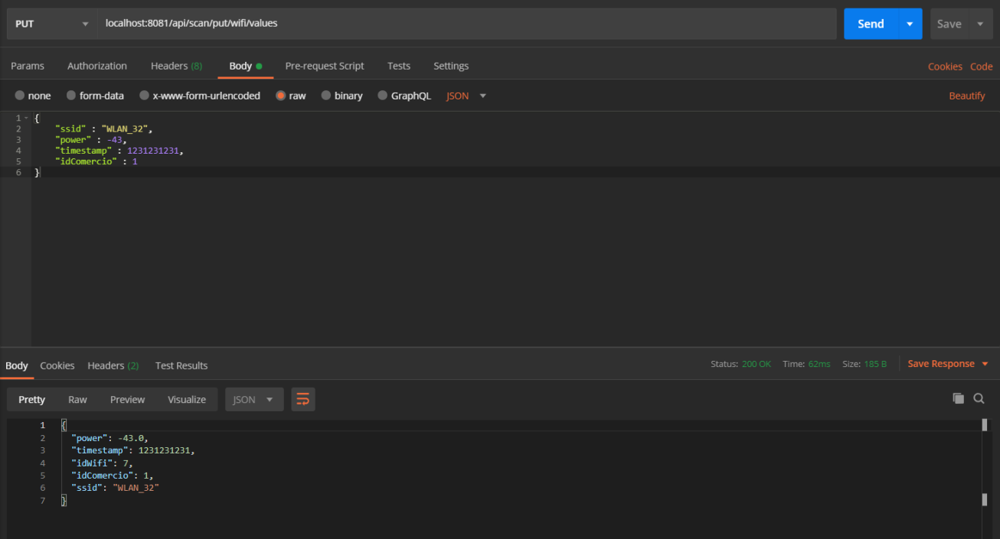 PUT localhost:8081/api/scan/put/wifi/values Send Save
Params Authorization Headers (8) Body Pre-request Script Tests Settings Cookies Code
none form-data x-www-form-urlencoded raw binary GraphQL JSON Beautify
1 {
2 "ssid" : "WLAN_32",
3 "power" : -43,
4 "timestamp" : 1231231231,
5 "idComercio" : 1
6 }
Body Cookies Headers (2) Test Results Status: 200 OK Time: 62ms Size: 185 B Save Response
Pretty Raw Preview Visualize JSON
1 {
2 "power": -43.0,
3 "timestamp": 1231231231,
4 "idWifi": 7,
5 "idComercio": 1,
6 "ssid": "WLAN_32"
7 }